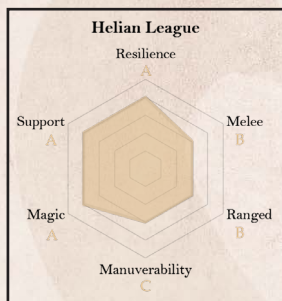 Helian League
Resilience
A
Support
A
Melee
B
Magic
A
Ranged
B
Manuverability
C